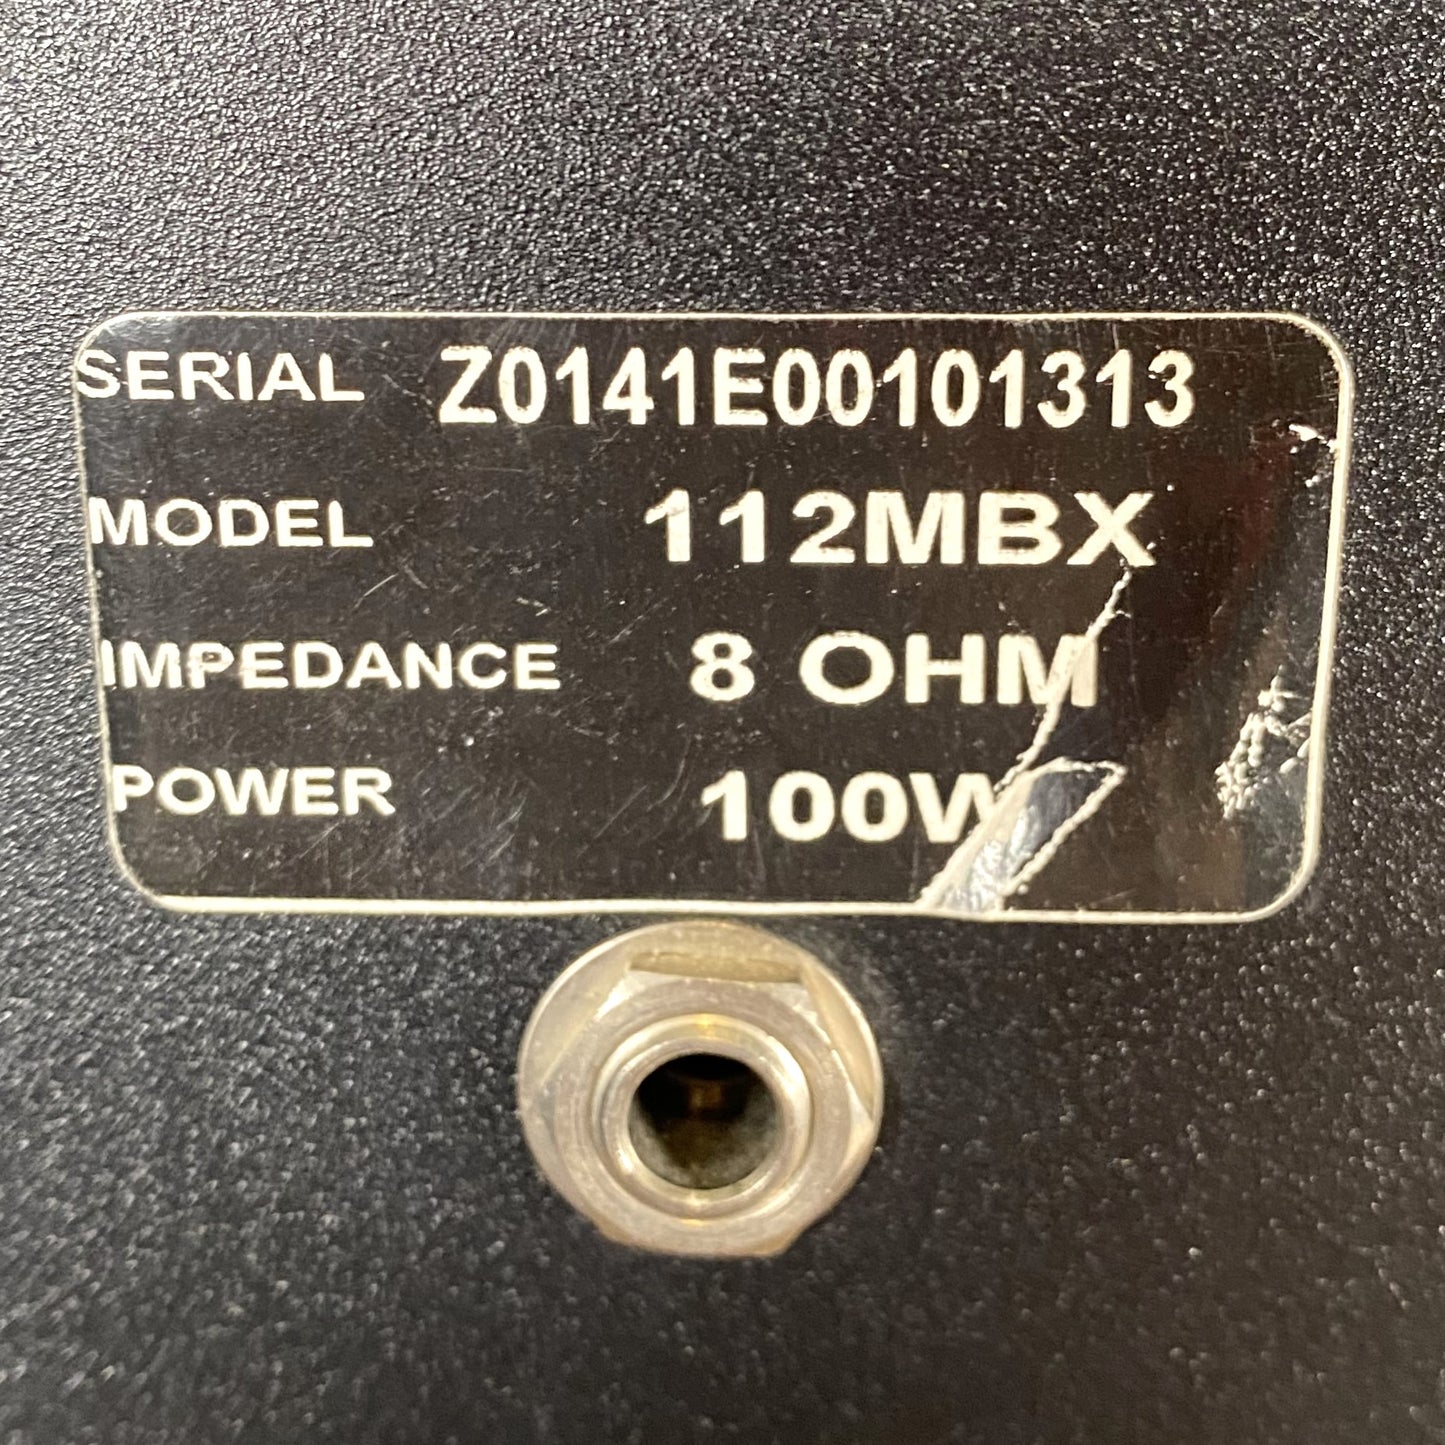 SERIAL Z0141E00101313
MODEL 112MBX
IMPEDANCE 8 OHM
POWER 100W